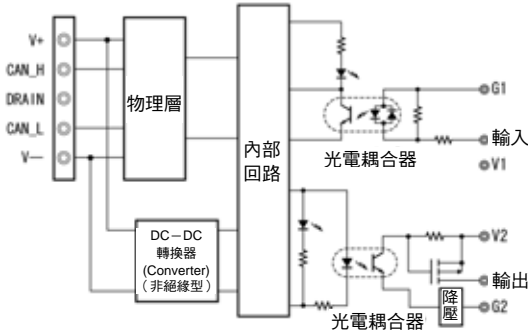 V+
CAN_H
DRAIN
CAN_L
V—
物理層
DC－DC
轉換器
(Converter)
（非絕緣型）
內部
回路
光電耦合器
G1
輸入
V1
V2
輸出
降
壓
G2
光電耦合器